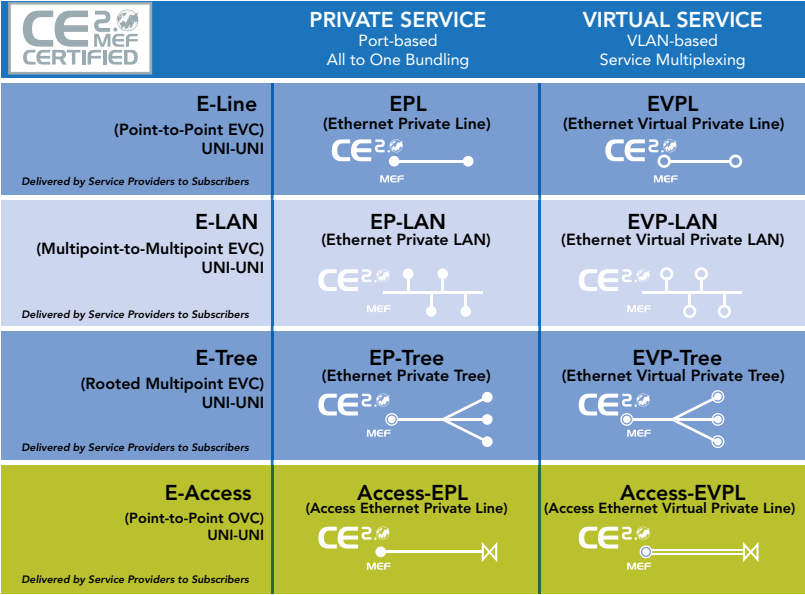 CE 2.0
MEF
CERTIFIED
PRIVATE SERVICE
Port-based
All to One Bundling
VIRTUAL SERVICE
VLAN-based
Service Multiplexing
E-Line
(Point-to-Point EVC)
UNI-UNI
Delivered by Service Providers to Subscribers
EPL
(Ethernet Private Line)
CE 2.0
MEF
EVPL
(Ethernet Virtual Private Line)
CE 2.0
MEF
E-LAN
(Multipoint-to-Multipoint EVC)
UNI-UNI
Delivered by Service Providers to Subscribers
EP-LAN
(Ethernet Private LAN)
CE 2.0
MEF
EVP-LAN
(Ethernet Virtual Private LAN)
CE 2.0
MEF
E-Tree
(Rooted Multipoint EVC)
UNI-UNI
Delivered by Service Providers to Subscribers
EP-Tree
(Ethernet Private Tree)
CE 2.0
MEF
EVP-Tree
(Ethernet Virtual Private Tree)
CE 2.0
MEF
E-Access
(Point-to-Point OVC)
UNI-UNI
Delivered by Service Providers to Subscribers
Access-EPL
(Access Ethernet Private Line)
CE 2.0
MEF
Access-EVPL
(Access Ethernet Virtual Private Line)
CE 2.0
MEF